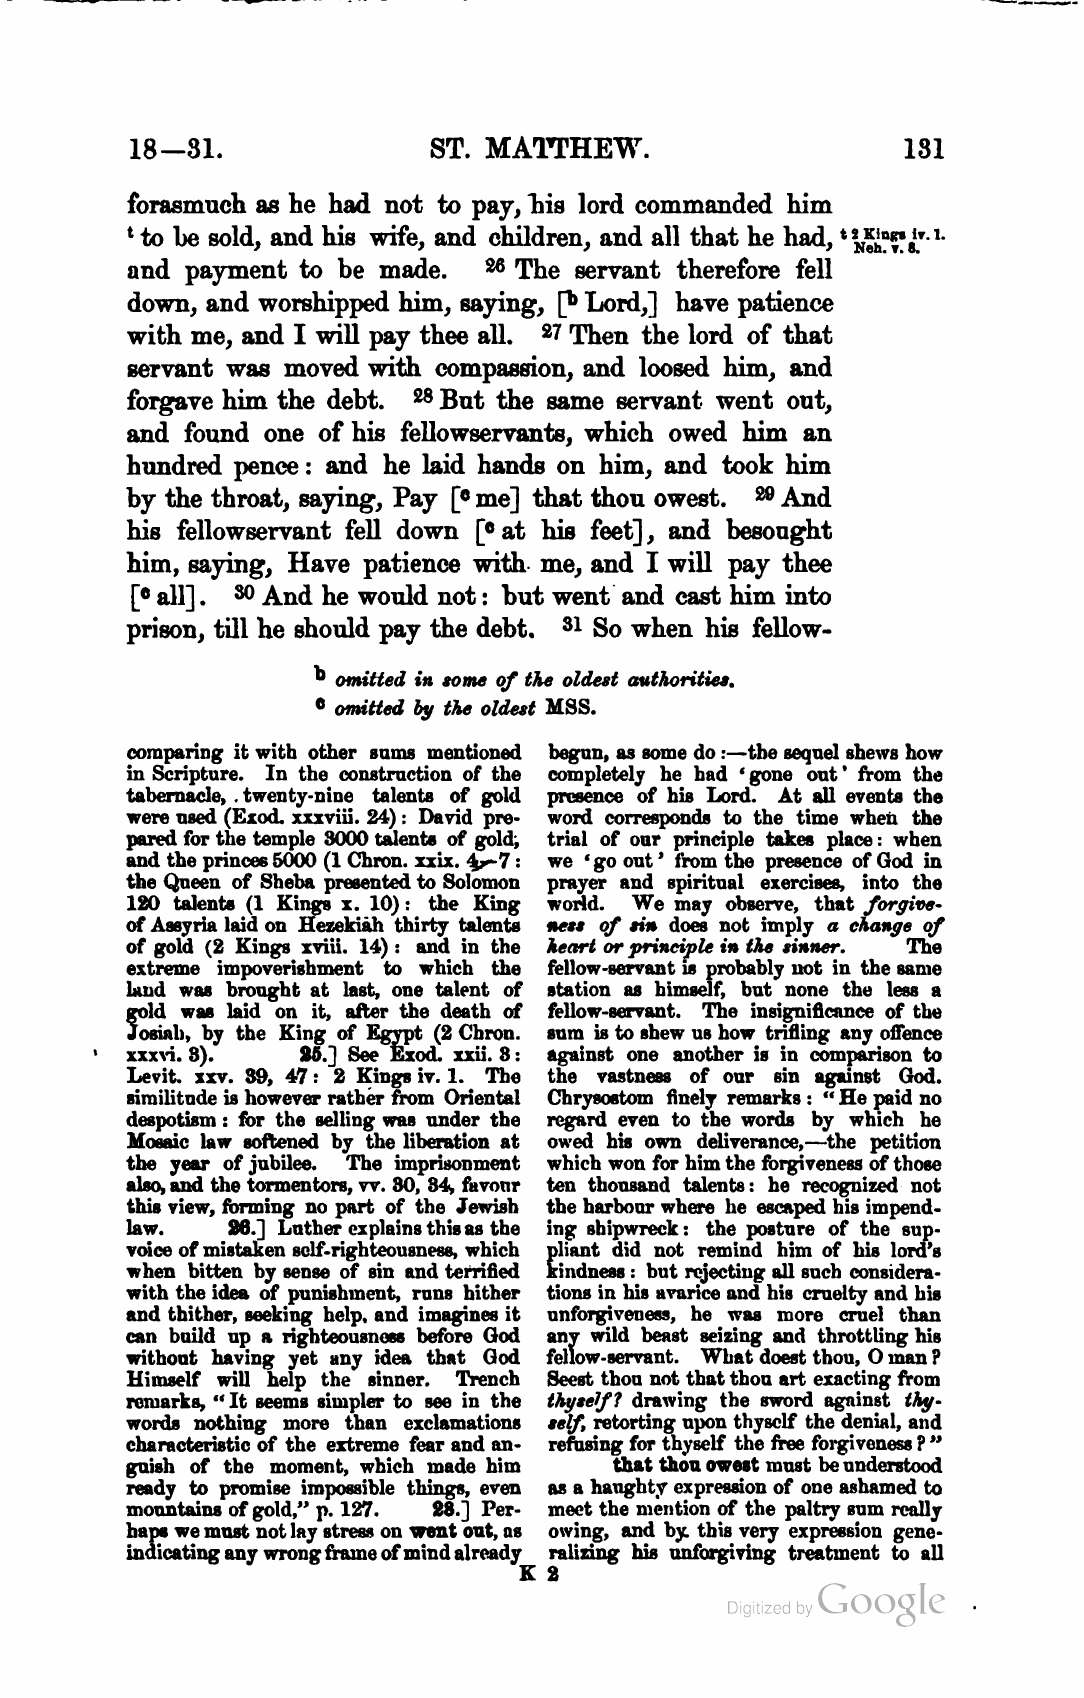 18—31. ST. MATTHEW. 131
forasmuch as he had not to pay, his lord commanded him
t to be sold, and his wife, and children, and all that he had, t 2 Kings iv. 1.
Neh. v. 8.
and payment to be made. 26 The servant therefore fell
down, and worshipped him, saying, [b Lord,] have patience
with me, and I will pay thee all. 27 Then the lord of that
servant was moved with compassion, and loosed him, and
forgave him the debt. 28 But the same servant went out,
and found one of his fellowservants, which owed him an
hundred pence: and he laid hands on him, and took him
by the throat, saying, Pay [c me] that thou owest. 29 And
his fellowservant fell down [c at his feet], and besought
him, saying, Have patience with me, and I will pay thee
[c all]. 30 And he would not: but went and cast him into
prison, till he should pay the debt. 31 So when his fellow-
b omitted in some of the oldest authorities.
c omitted by the oldest MSS.
comparing it with other sums mentioned
in Scripture. In the construction of the
tabernacle, twenty-nine talents of gold
were used (Exod. xxxviii. 24): David pre-
pared for the temple 3000 talents of gold,
and the princes 5000 (1 Chron. xxix. 4-7:
the Queen of Sheba presented to Solomon
120 talents (1 Kings x. 10): the King
of Assyria laid on Hezekiah thirty talents
of gold (2 Kings xviii. 14): and in the
extreme impoverishment to which the
land was brought at last, one talent of
gold was laid on it, after the death of
Josiah, by the King of Egypt (2 Chron.
xxxvi. 3). 25.] See Exod. xxii. 3:
Levit. xxv. 39, 47: 2 Kings iv. 1. The
similitude is however rather from Oriental
despotism: for the selling was under the
Mosaic law softened by the liberation at
the year of jubilee. The imprisonment
also, and the tormentors, vv. 30, 34, favour
this view, forming no part of the Jewish
law. 26.] Luther explains this as the
voice of mistaken self-righteousness, which
when bitten by sense of sin and terrified
with the idea of punishment, runs hither
and thither, seeking help, and imagines it
can build up a righteousness before God
without having yet any idea that God
Himself will help the sinner. Trench
remarks, “It seems simpler to see in the
words nothing more than exclamations
characteristic of the extreme fear and an-
guish of the moment, which made him
ready to promise impossible things, even
mountains of gold,” p. 127. 28.] Per-
haps we must not lay stress on went out, as
indicating any wrong frame of mind already
begun, as some do:—the sequel shews how
completely he had ‘gone out’ from the
presence of his Lord. At all events the
word corresponds to the time when the
trial of our principle takes place: when
we ‘go out’ from the presence of God in
prayer and spiritual exercises, into the
world. We may observe, that forgive-
ness of sin does not imply a change of
heart or principle in the sinner. The
fellow-servant is probably not in the same
station as himself, but none the less a
fellow-servant. The insignificance of the
sum is to shew us how trifling any offence
against one another is in comparison to
the vastness of our sin against God.
Chrysostom finely remarks: “He paid no
regard even to the words by which he
owed his own deliverance,—the petition
which won for him the forgiveness of those
ten thousand talents: he recognized not
the harbour where he escaped his impend-
ing shipwreck: the posture of the sup-
pliant did not remind him of his lord's
kindness: but rejecting all such considera-
tions in his avarice and his cruelty and his
unforgiveness, he was more cruel than
any wild beast seizing and throttling his
fellow-servant. What doest thou, O man?
Seest thou not that thou art exacting from
thyself? drawing the sword against thy-
self, retorting upon thyself the denial, and
refusing for thyself the free forgiveness?”
that thou owest must be understood
as a haughty expression of one ashamed to
meet the mention of the paltry sum really
owing, and by this very expression gene-
ralizing his unforgiving treatment to all
K 2
Digitized by Google